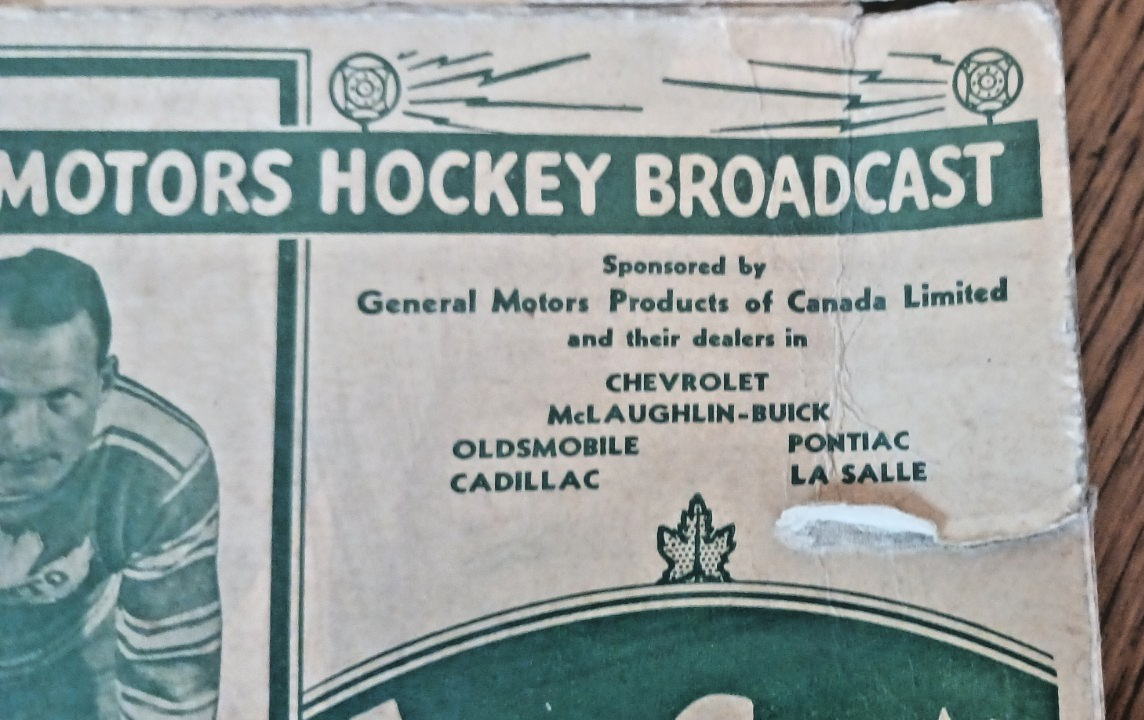 MOTORS HOCKEY BROADCAST
Sponsored by
General Motors Products of Canada Limited
and their dealers in
CHEVROLET
McLAUGHLIN-BUICK
OLDSMOBILE PONTIAC
CADILLAC LA SALLE